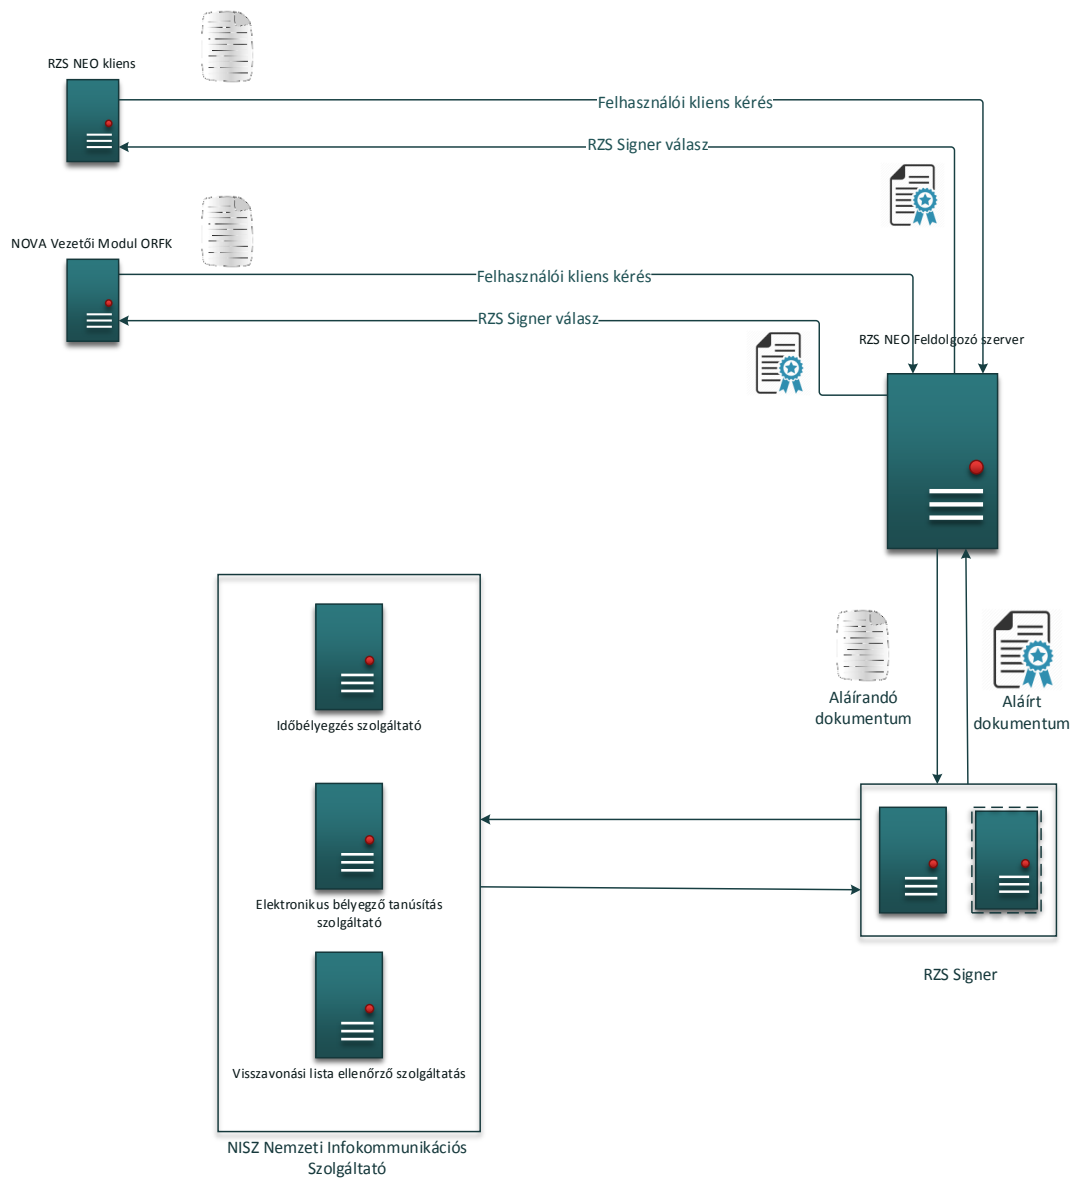 RZS NEO kliens
Felhasználói kliens kérés
RZS Signer válasz
NOVA Vezetői Modul ORFK
Felhasználói kliens kérés
RZS Signer válasz
RZS NEO Feldolgozó szerver
Aláírandó
dokumentum
Aláírt
dokumentum
Időbélyegzés szolgáltató
Elektronikus bélyegző tanúsítás
szolgáltató
RZS Signer
Visszavonási lista ellenőrző szolgáltatás
NISZ Nemzeti Infokommunikációs
Szolgáltató